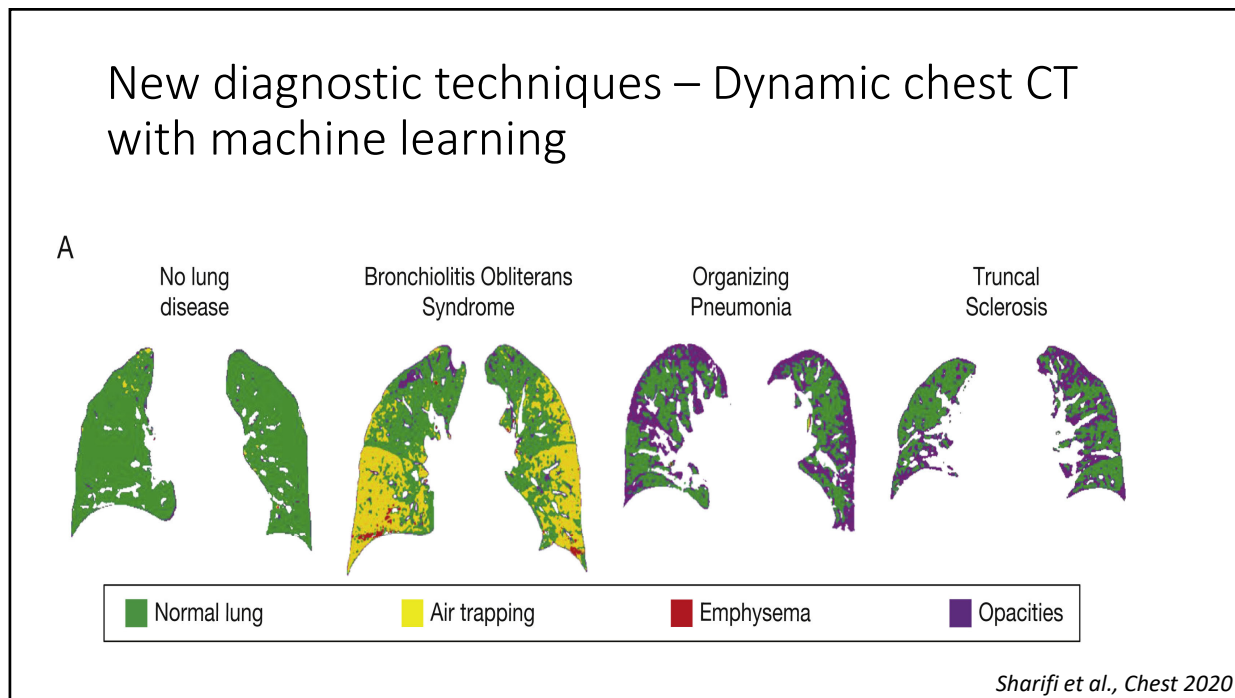 New diagnostic techniques – Dynamic chest CT
with machine learning
A
No lung
disease
Bronchiolitis Obliterans
Syndrome
Organizing
Pneumonia
Truncal
Sclerosis
Normal lung
Air trapping
Emphysema
Opacities
Sharifi et al., Chest 2020